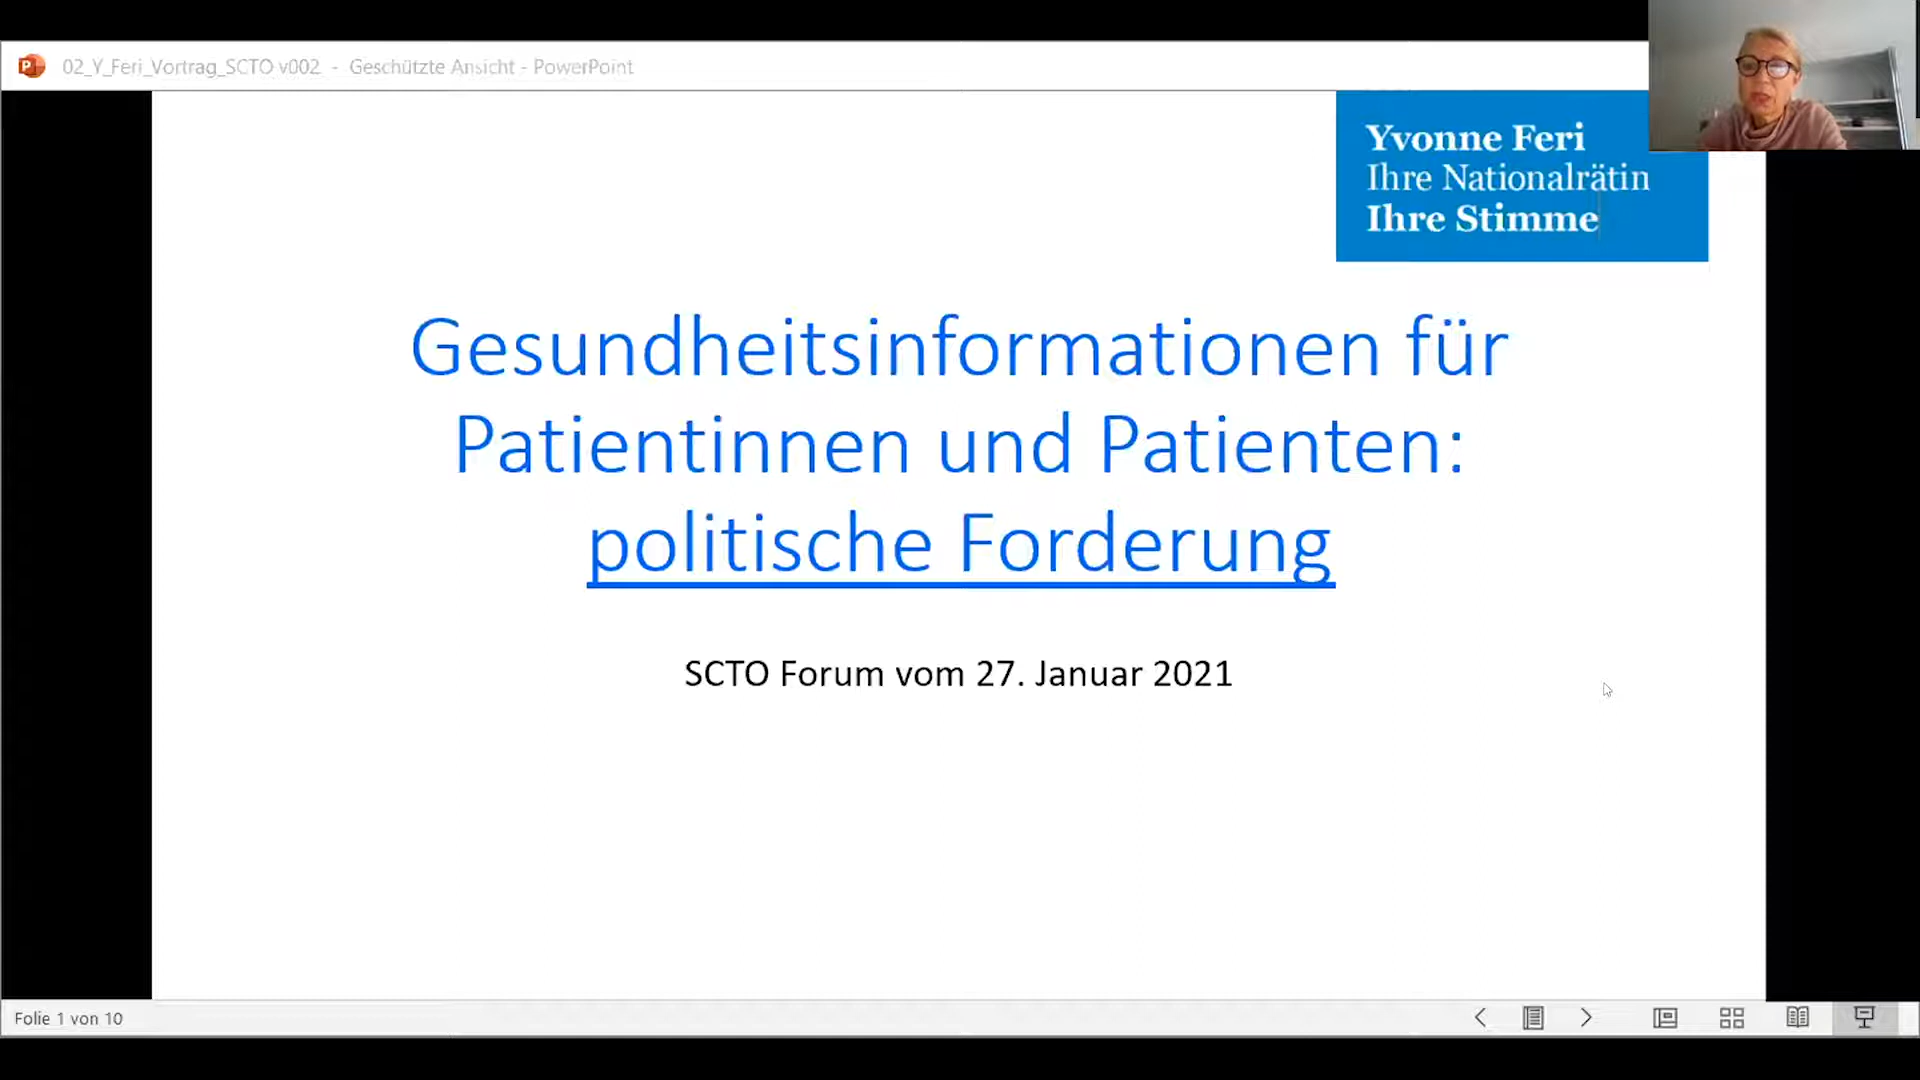 02_Y_Feri_Vortrag_SCTO v002 - Geschützte Ansicht - PowerPoint
Yvonne Feri
Ihre Nationalrätin
Ihre Stimme
Gesundheitsinformationen für
Patientinnen und Patienten:
politische Forderung
SCTO Forum vom 27. Januar 2021
Folie 1 von 10